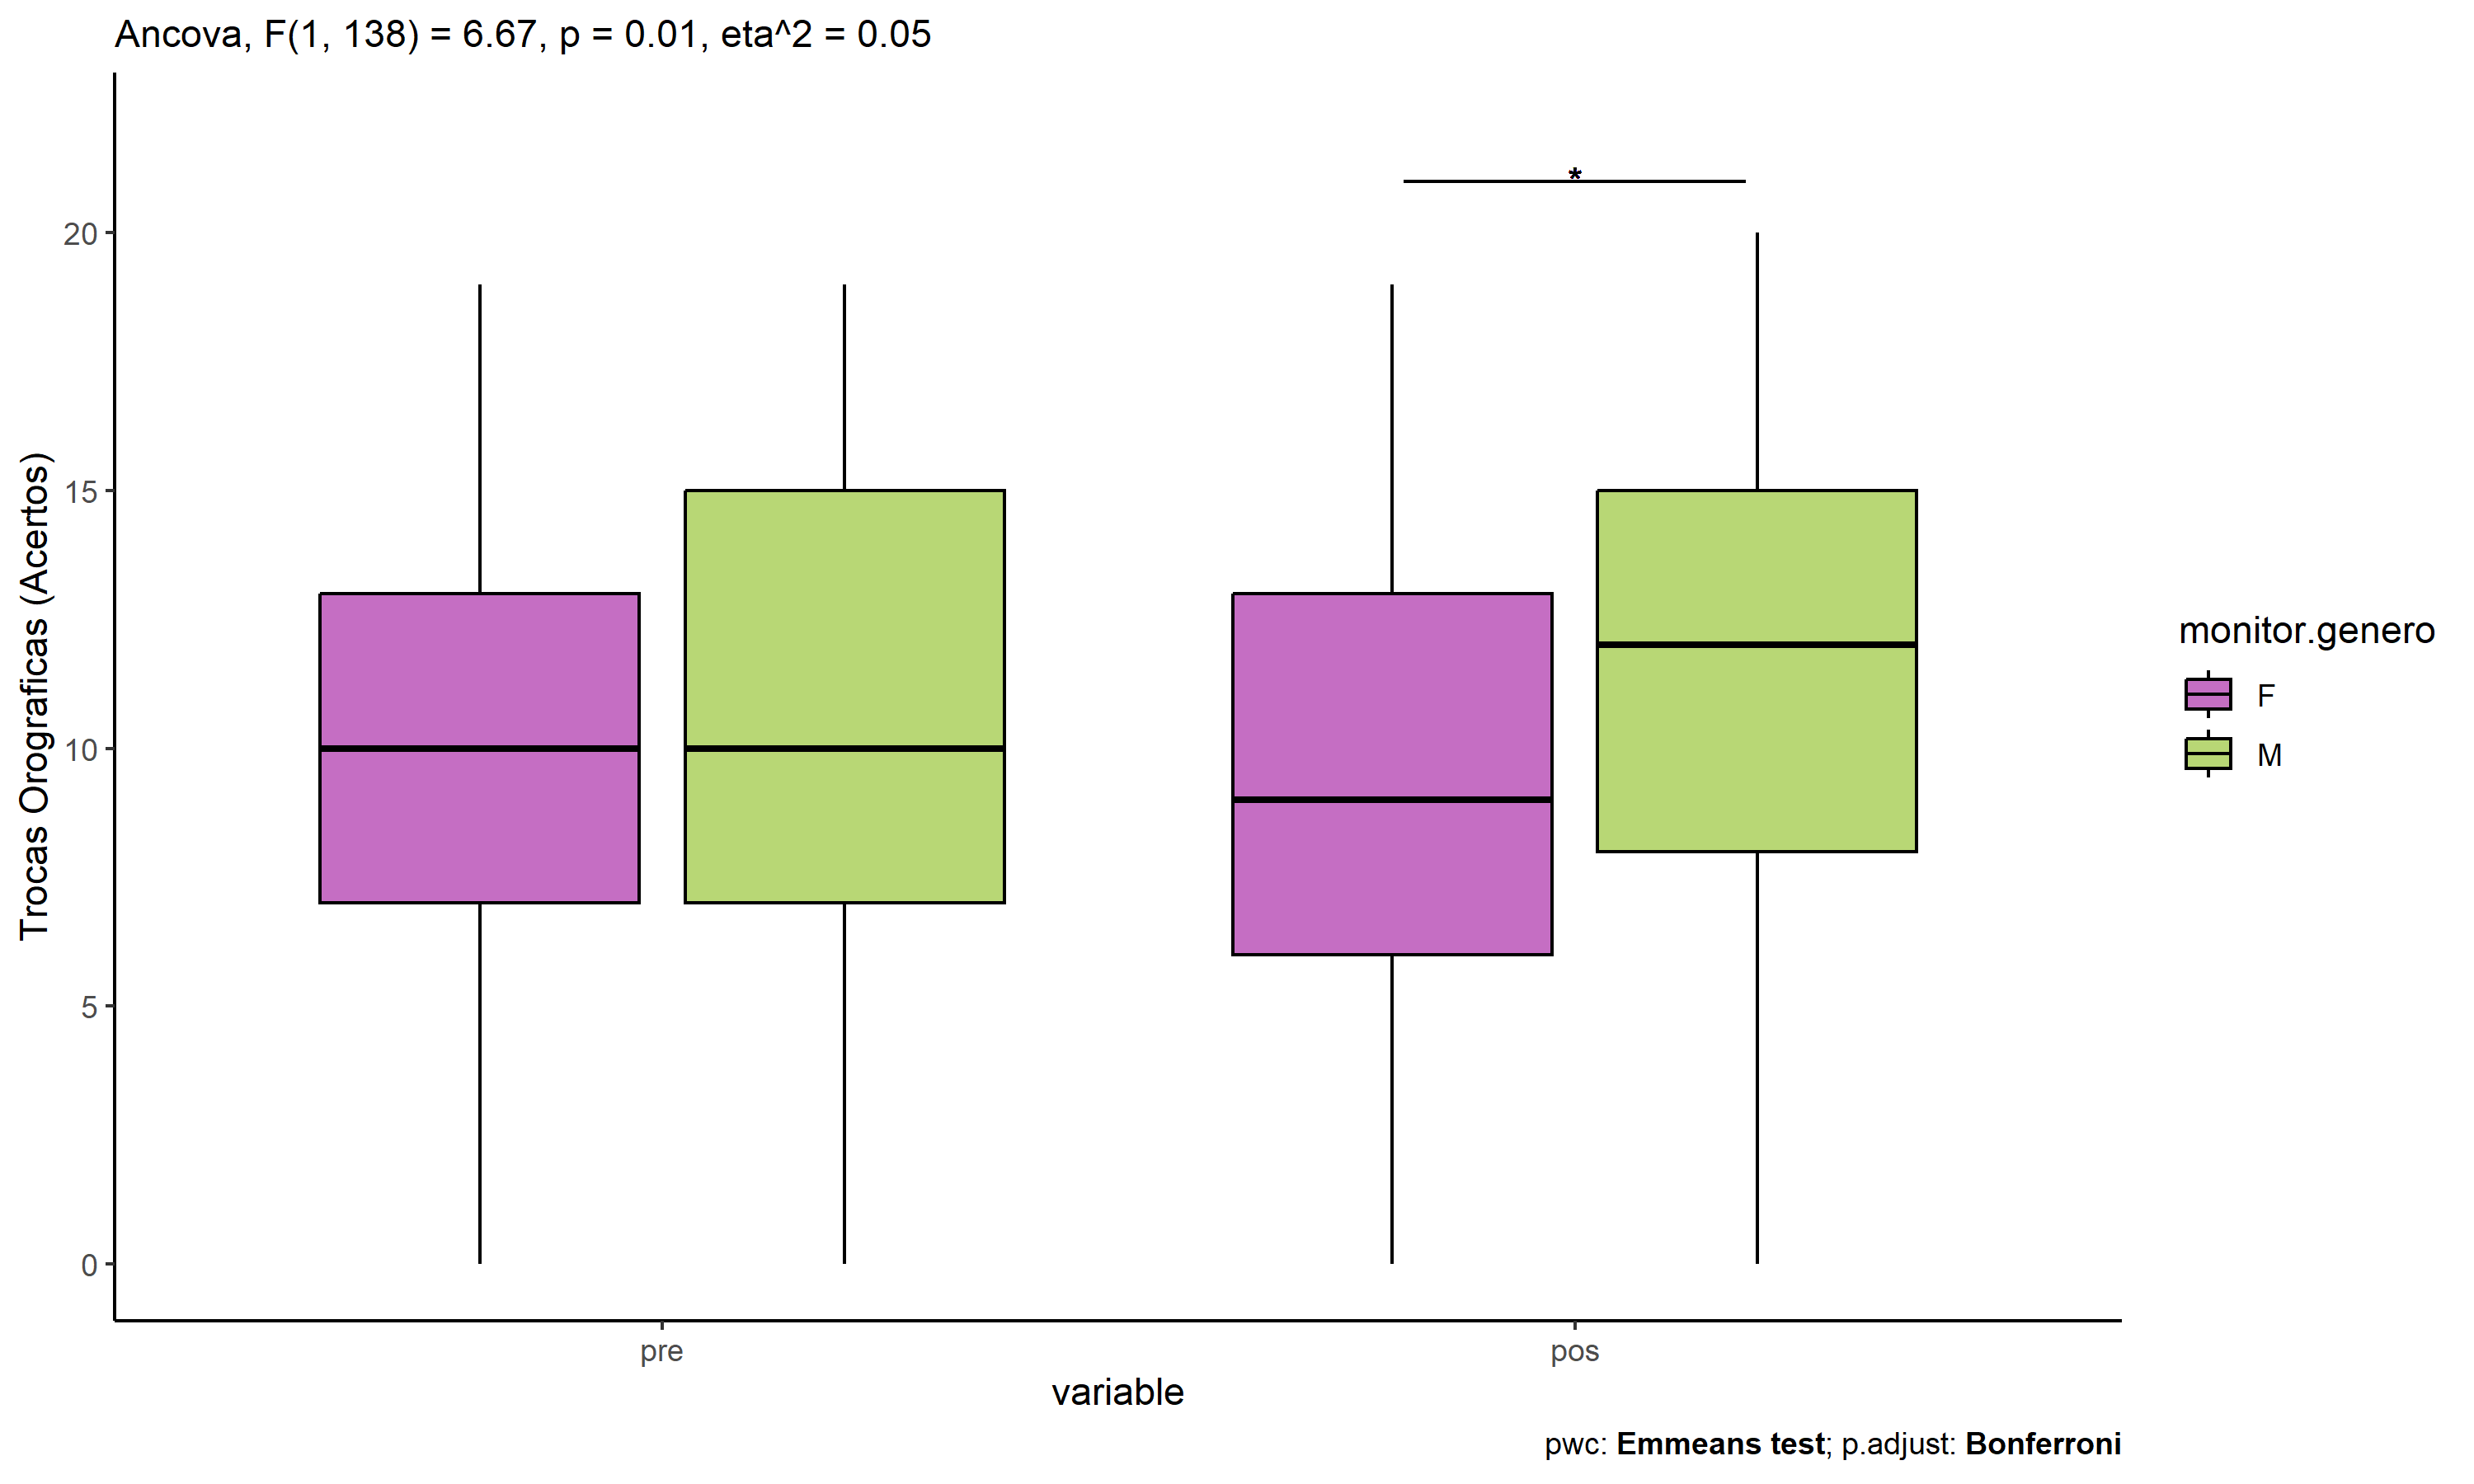 Ancova, F(1, 138) = 6.67, p = 0.01, eta^2 = 0.05
*
20
15
10
5
0
Trocas Orograficas (Acertos)
pre
pos
variable
monitor.genero
F
M
pwc: Emmeans test; p.adjust: Bonferroni